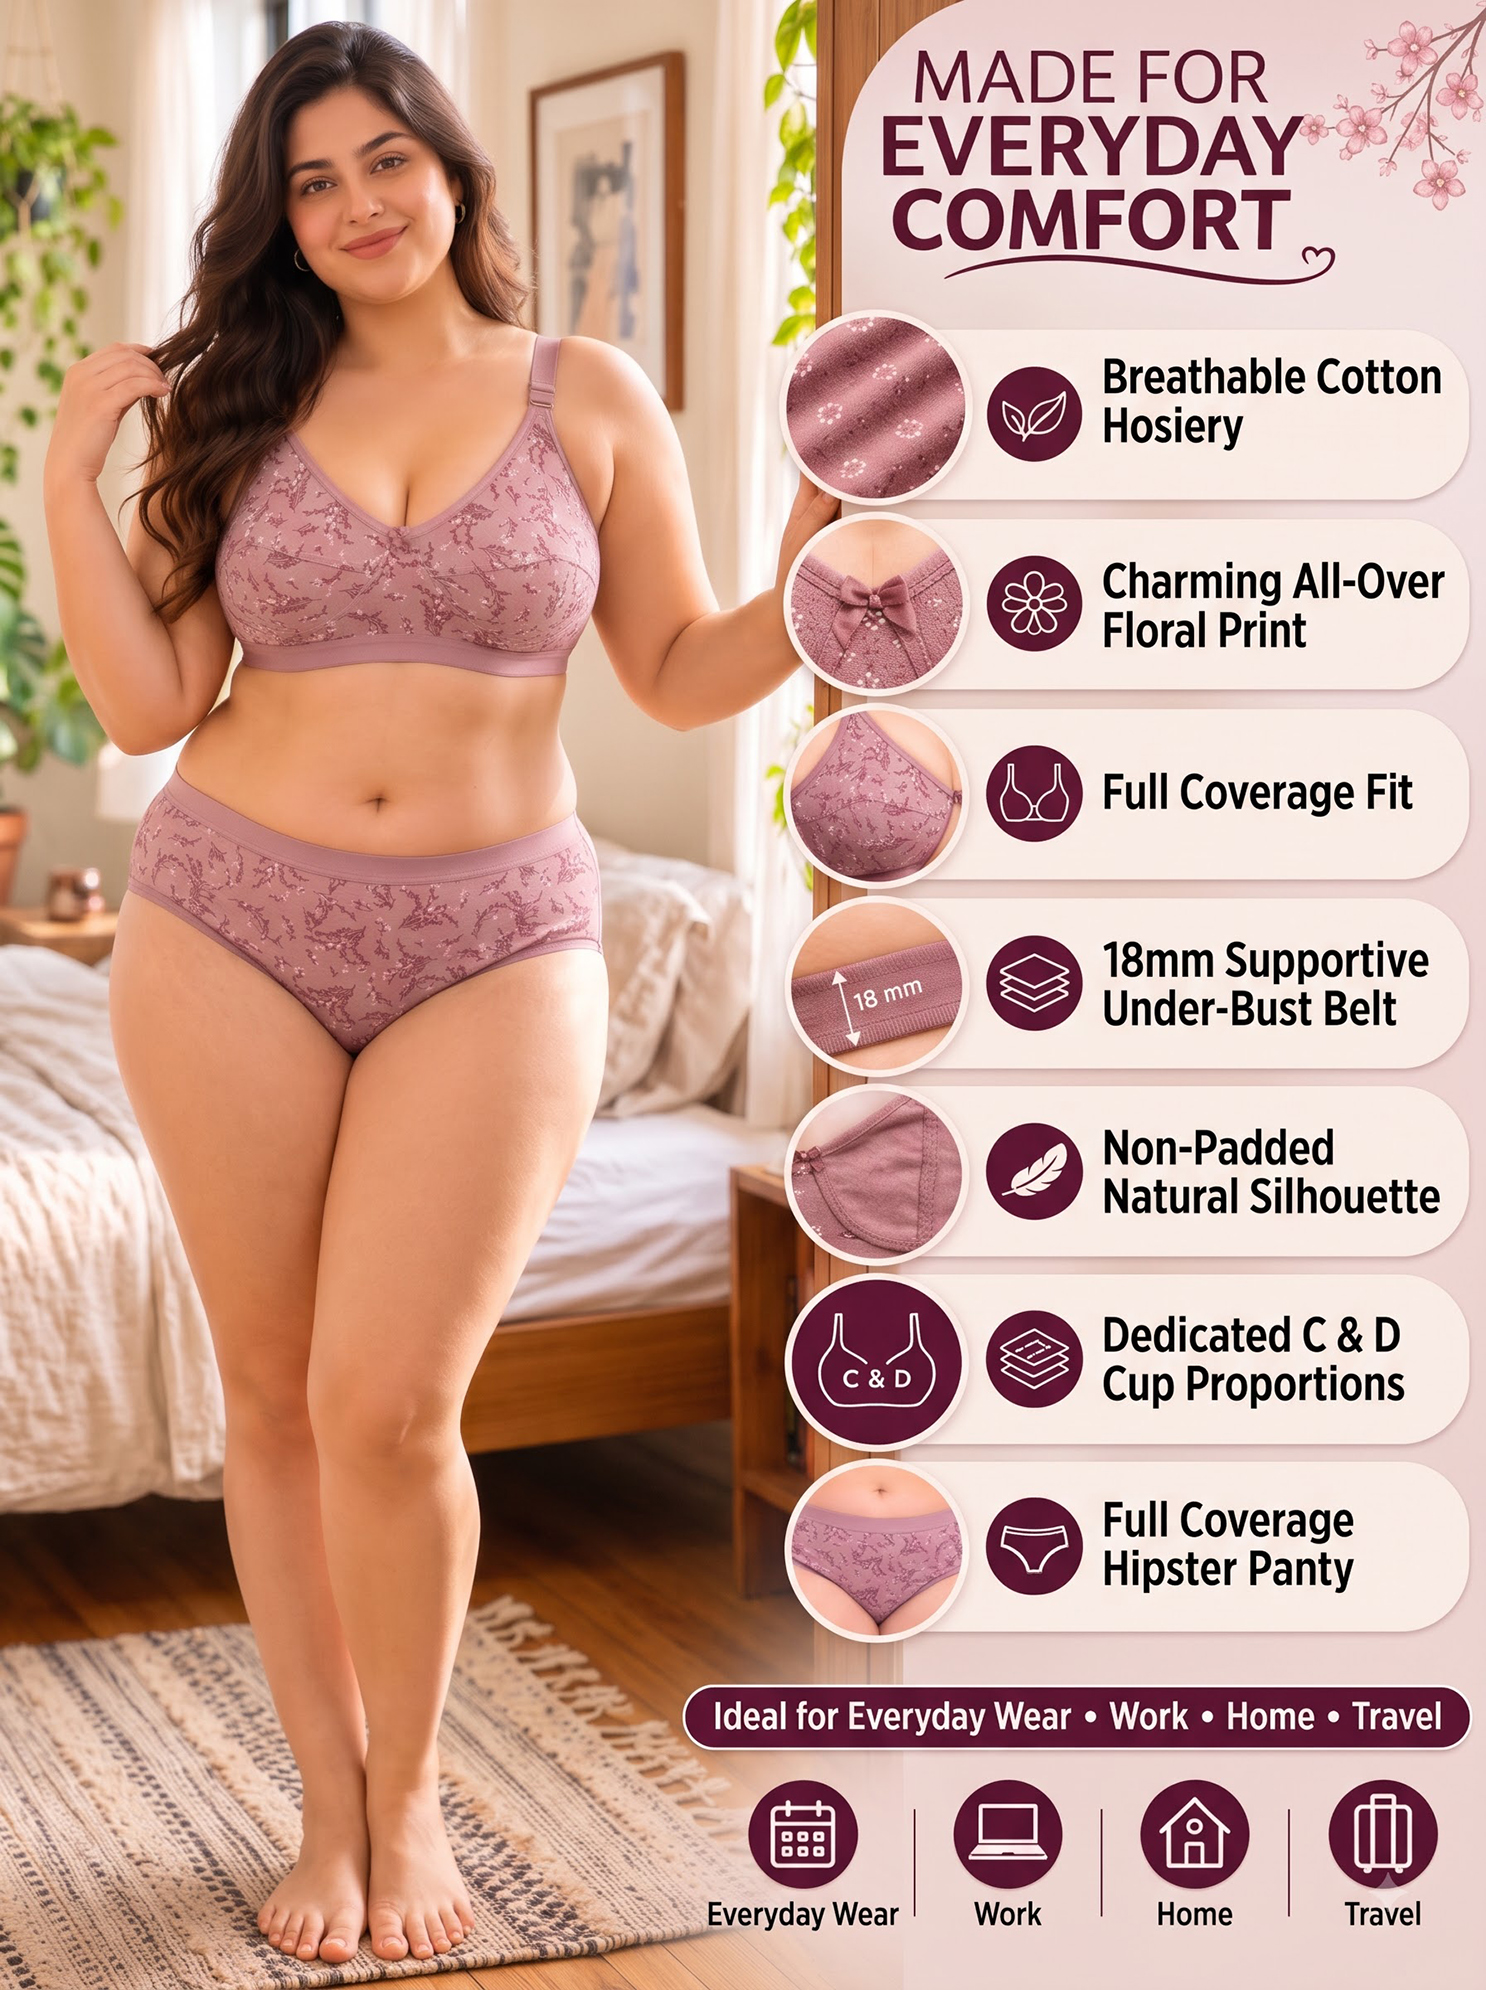 MADE FOR
EVERYDAY
COMFORT
Breathable Cotton
Hosiery
Charming All-Over
Floral Print
Full Coverage Fit
18 mm
18mm Supportive
Under-Bust Belt
Non-Padded
Natural Silhouette
C & D
Dedicated C & D
Cup Proportions
Full Coverage
Hipster Panty
Ideal for Everyday Wear • Work • Home • Travel
Everyday Wear
Work
Home
Travel